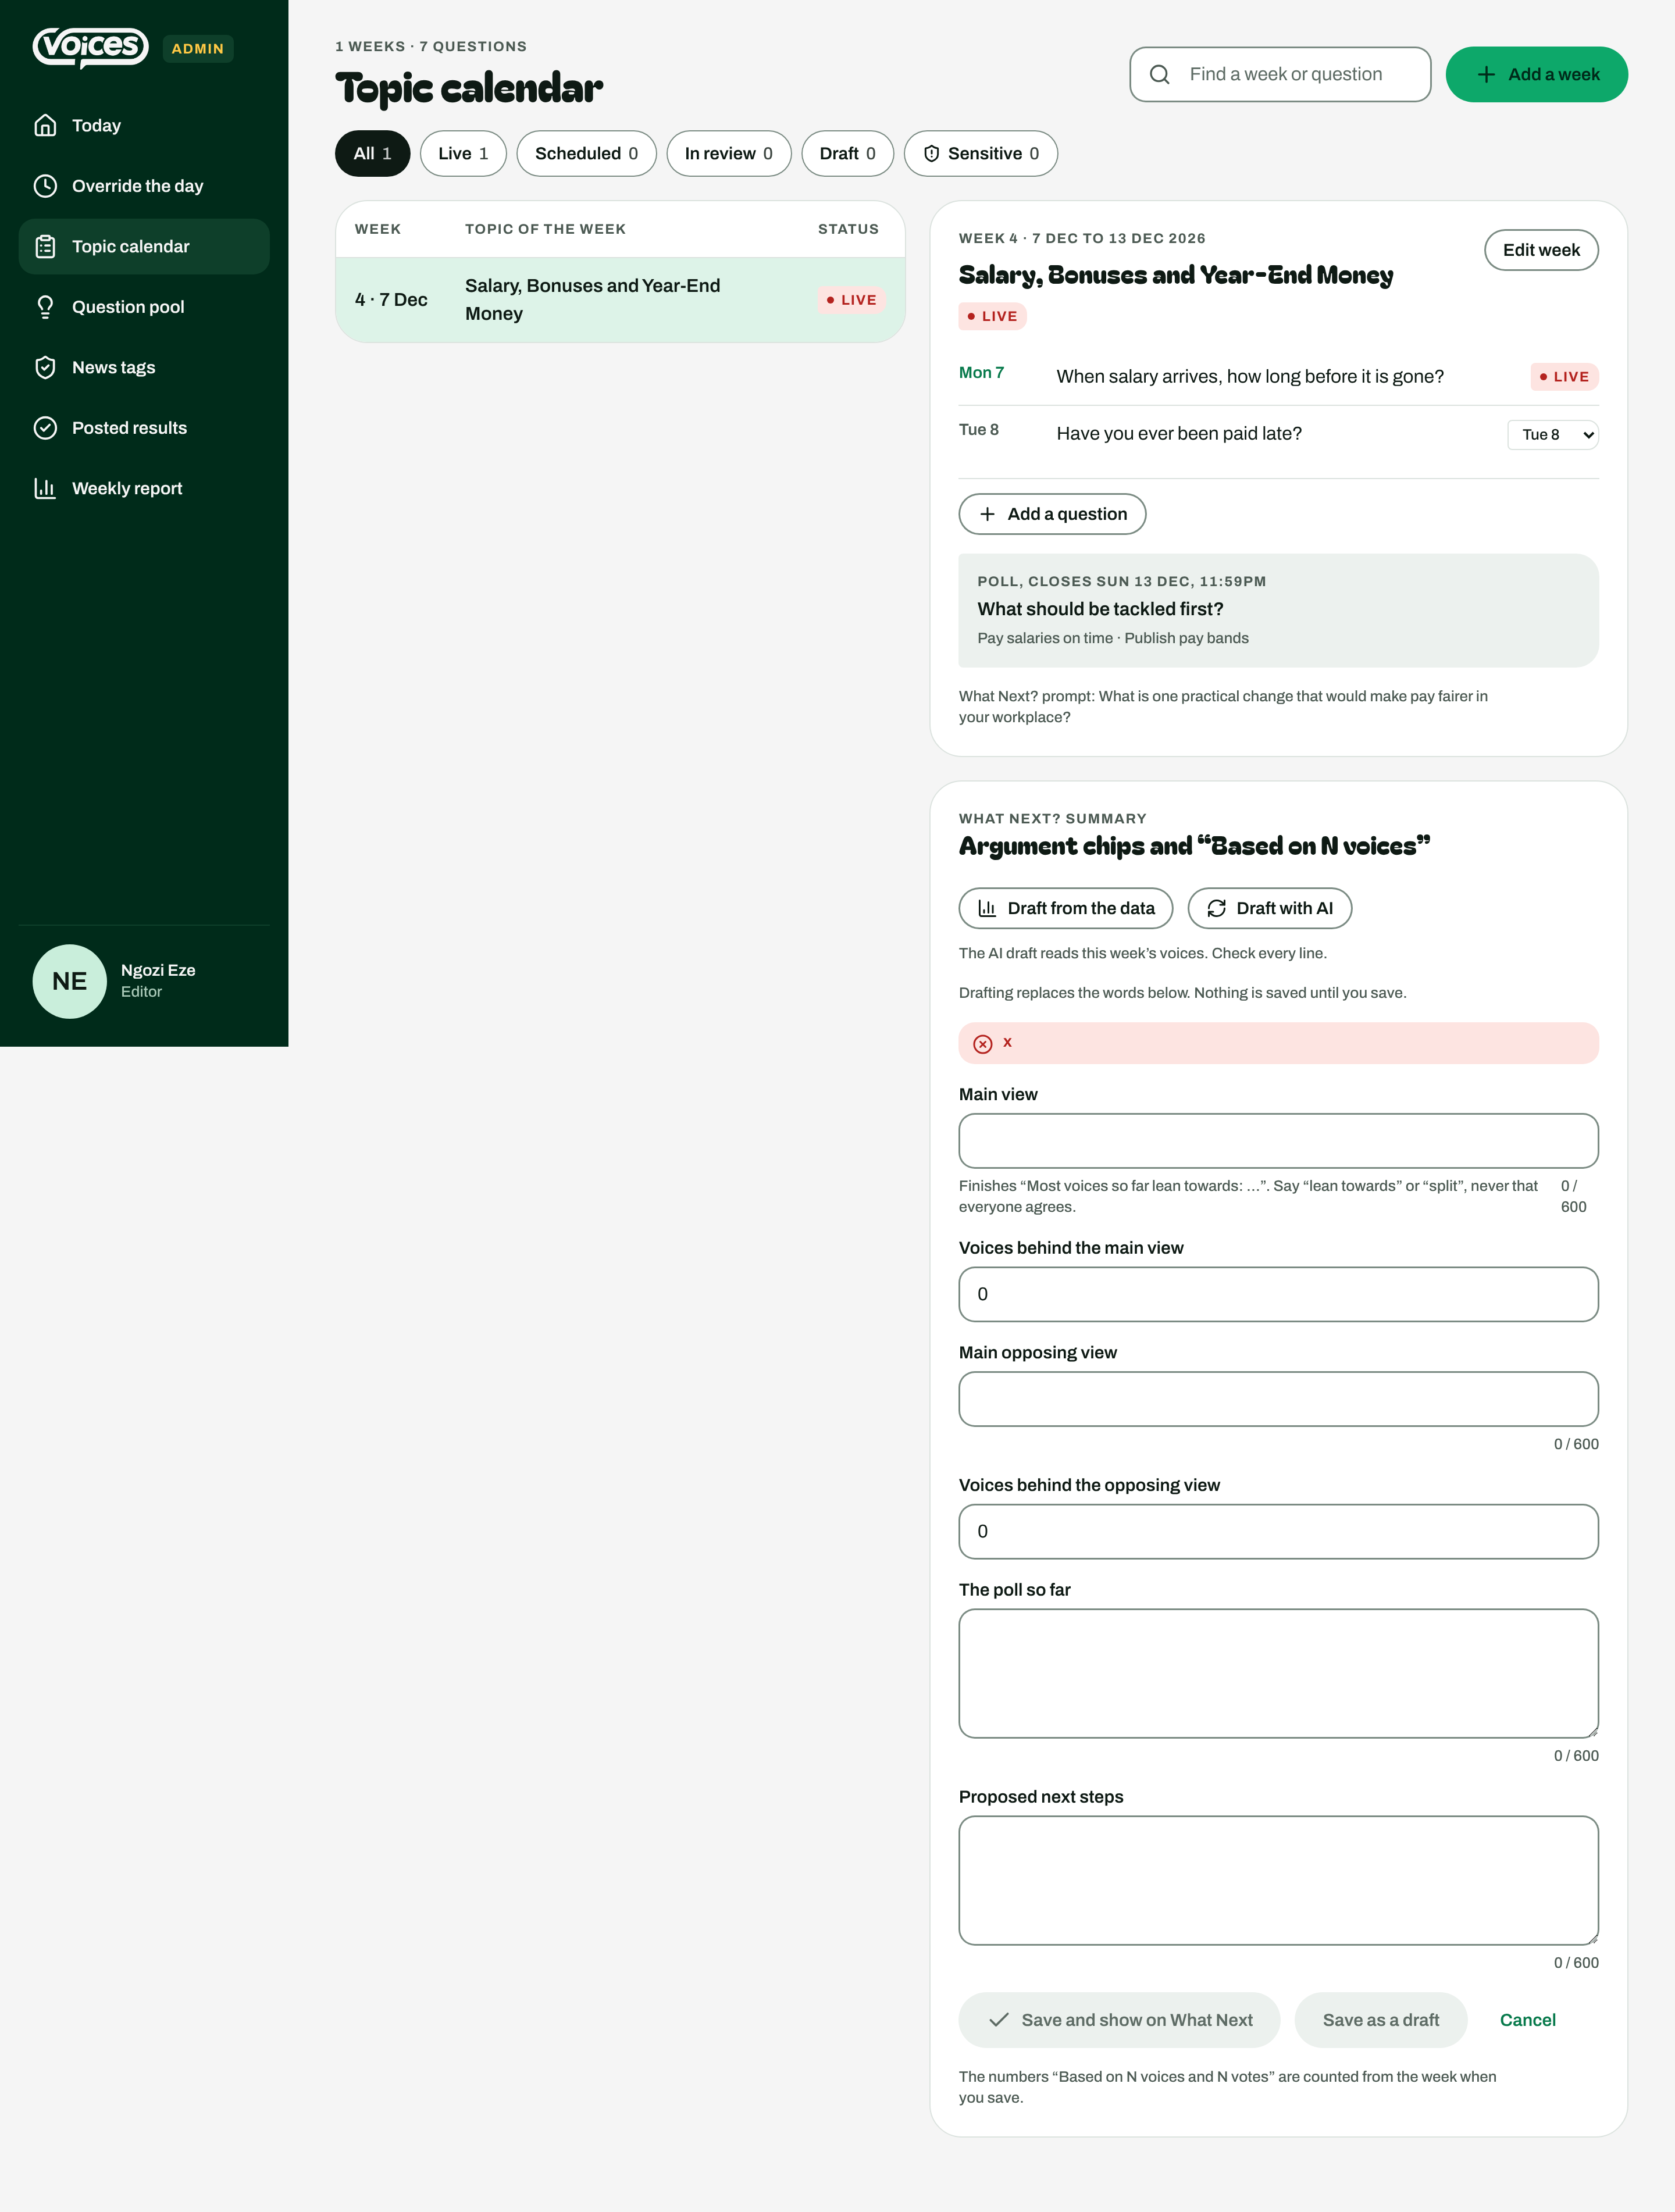 voices
ADMIN
Today
Override the day
Topic calendar
Question pool
News tags
Posted results
Weekly report
NE
Ngozi Eze
Editor
1 WEEKS · 7 QUESTIONS
Topic calendar
Find a week or question
Add a week
All 1
Live 1
Scheduled 0
In review 0
Draft 0
Sensitive 0
WEEK
TOPIC OF THE WEEK
STATUS
4 · 7 Dec
Salary, Bonuses and Year-End
Money
LIVE
WEEK 4 · 7 DEC TO 13 DEC 2026
Salary, Bonuses and Year-End Money
LIVE
Edit week
Mon 7
When salary arrives, how long before it is gone?
LIVE
Tue 8
Have you ever been paid late?
Tue 8
Add a question
POLL, CLOSES SUN 13 DEC, 11:59PM
What should be tackled first?
Pay salaries on time · Publish pay bands
What Next? prompt: What is one practical change that would make pay fairer in
your workplace?
WHAT NEXT? SUMMARY
Argument chips and “Based on N voices”
Draft from the data
Draft with AI
The AI draft reads this week’s voices. Check every line.
Drafting replaces the words below. Nothing is saved until you save.
x
Main view
Finishes “Most voices so far lean towards: …”. Say “lean towards” or “split”, never that
everyone agrees.
0 /
600
Voices behind the main view
0
Main opposing view
0 / 600
Voices behind the opposing view
0
The poll so far
0 / 600
Proposed next steps
0 / 600
Save and show on What Next
Save as a draft
Cancel
The numbers “Based on N voices and N votes” are counted from the week when
you save.